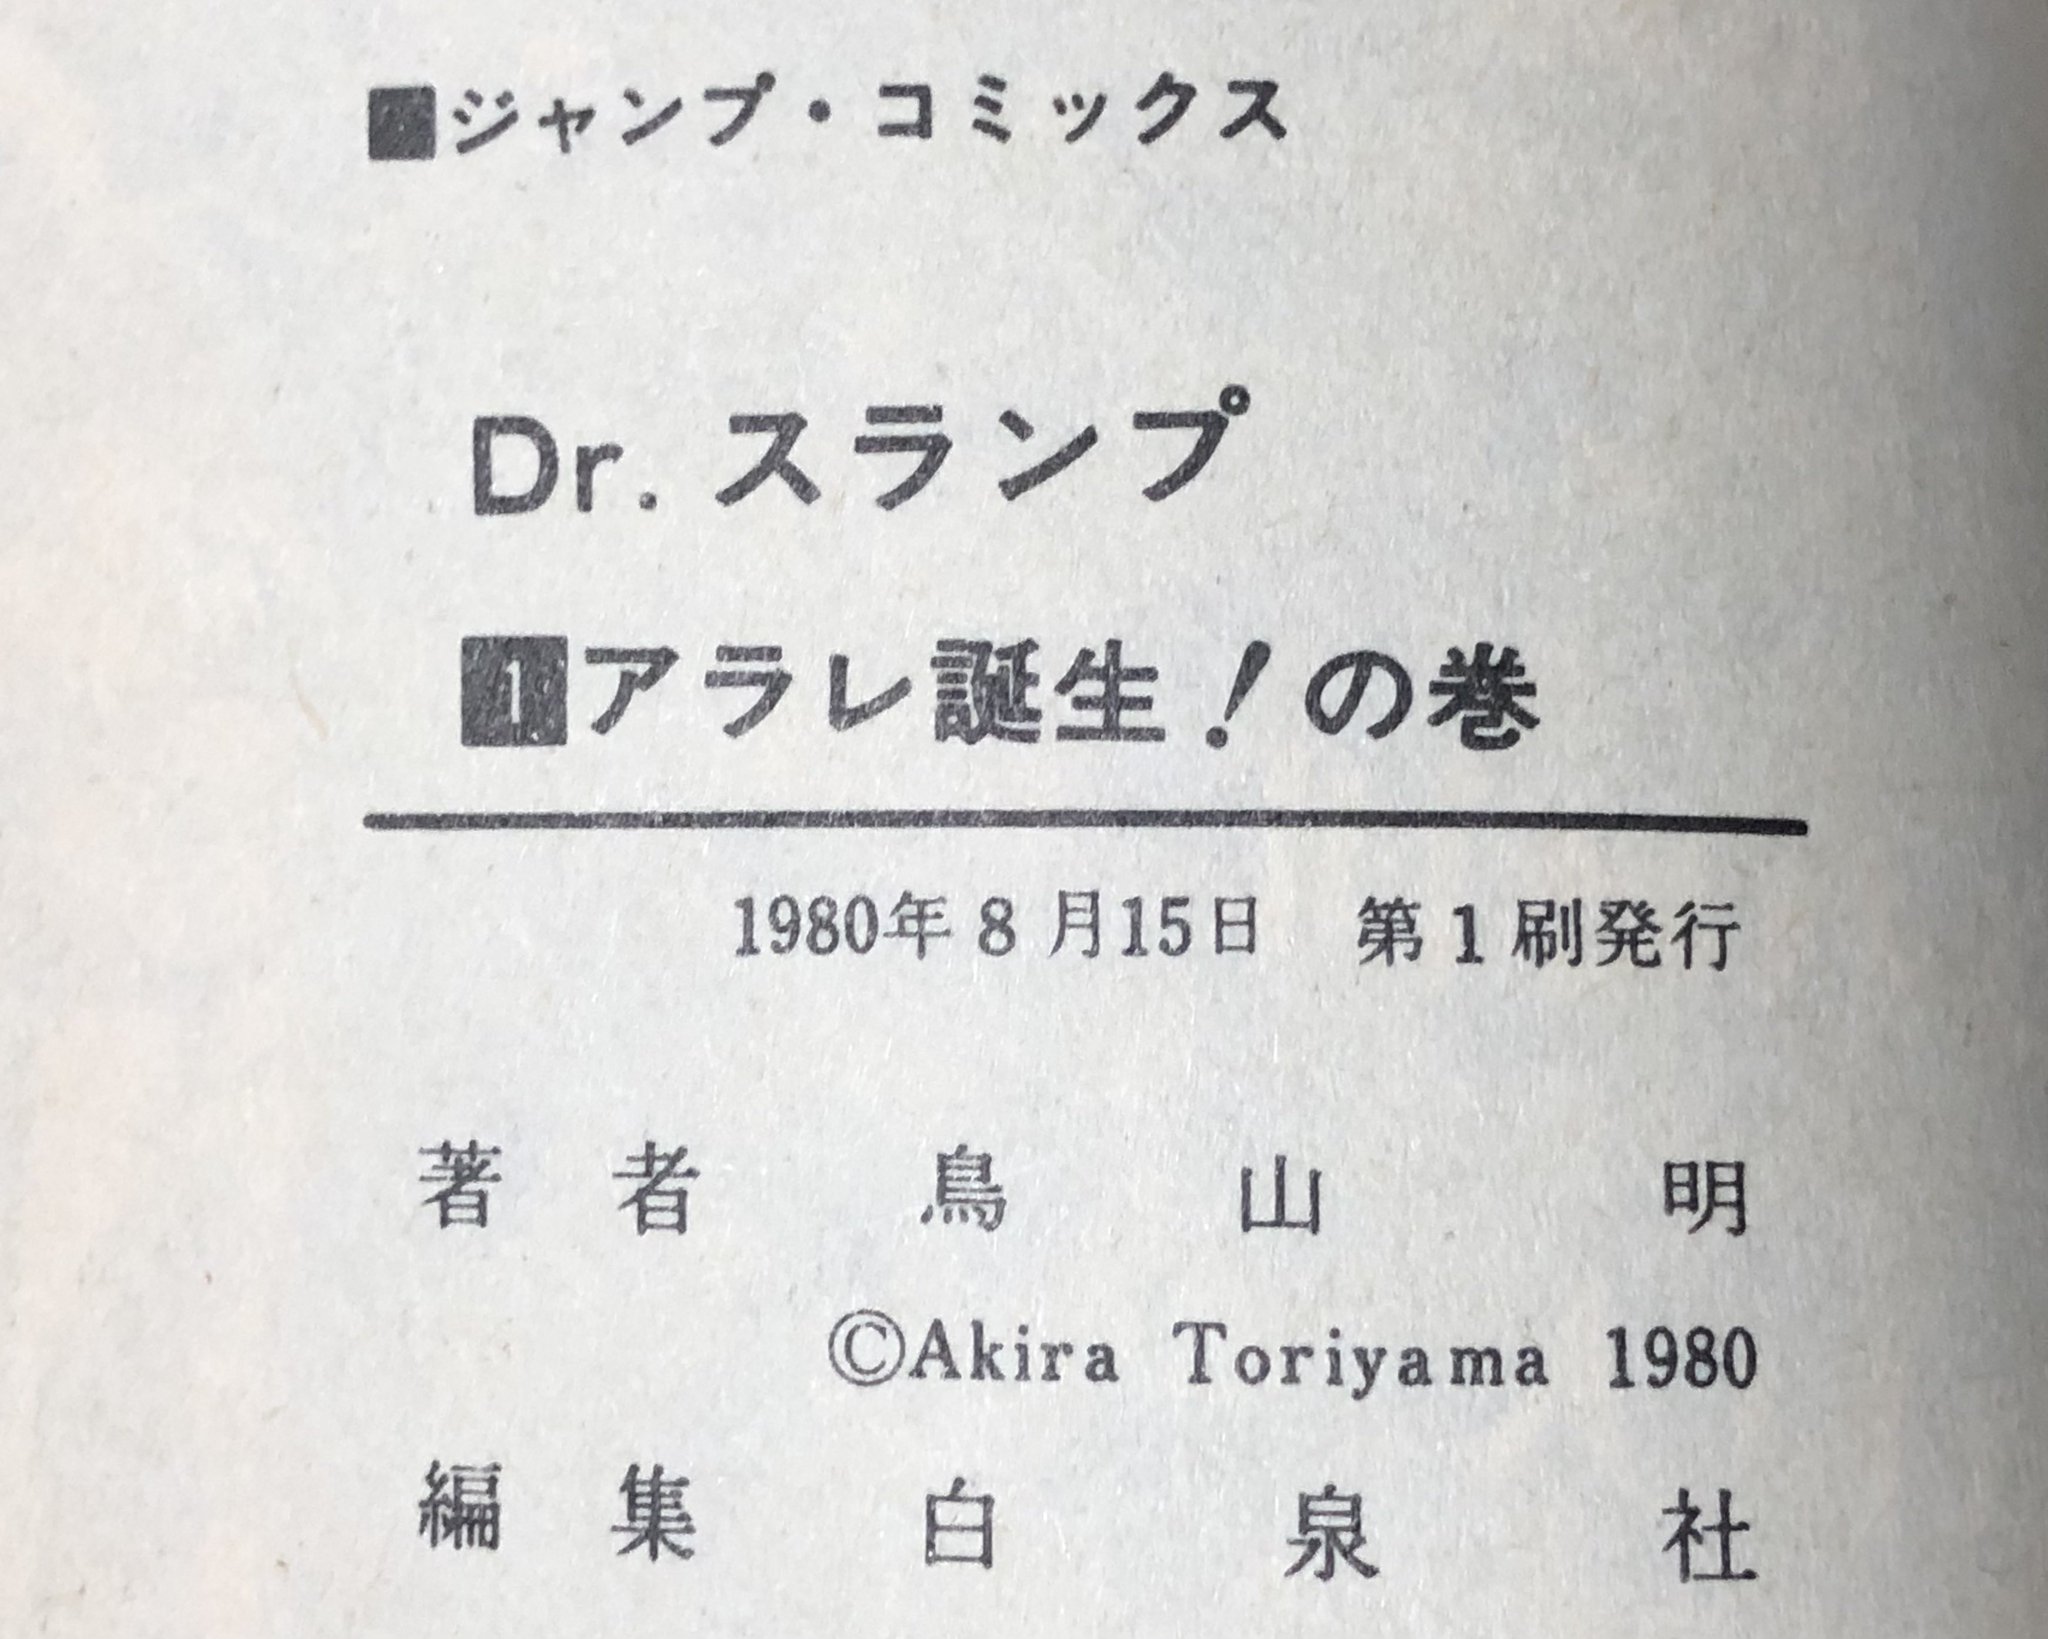 ■ジャンプ・コミックス
Dr.スランプ
1アラレ誕生！の巻
1980年8月15日　第1刷発行
著者　鳥山明
©Akira Toriyama 1980
編集　白泉社